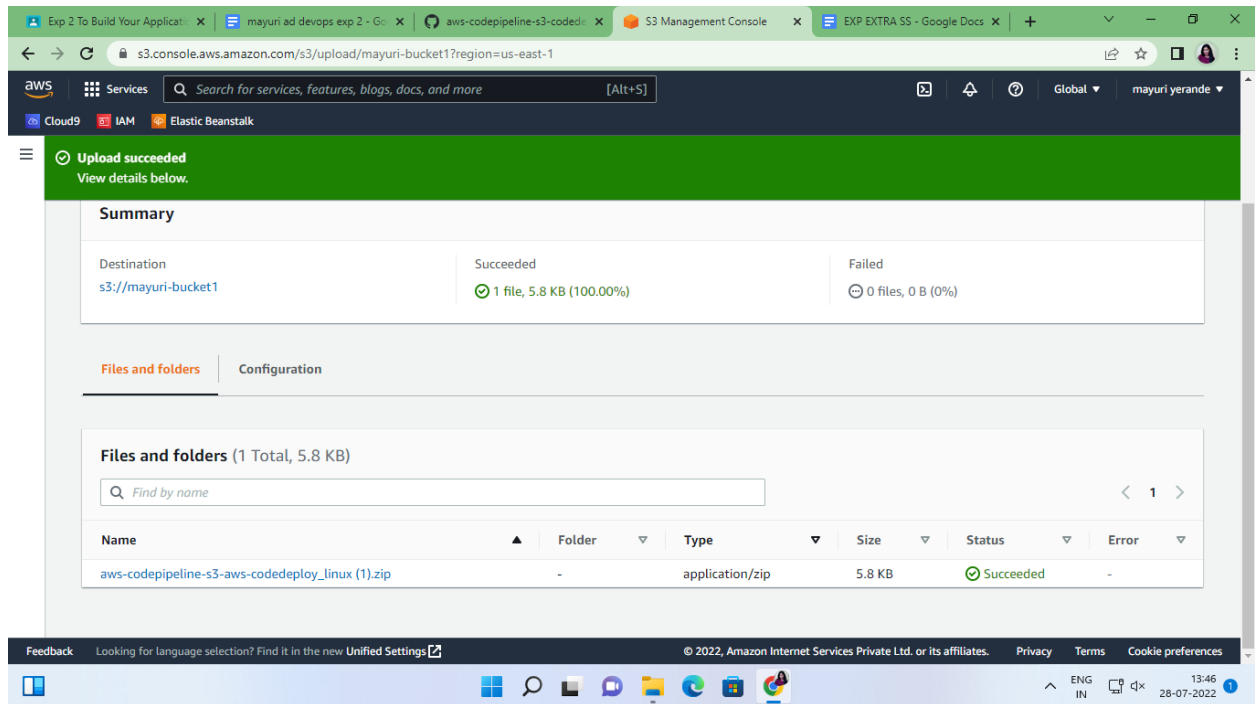 Exp 2 To Build Your Applicatic
mayuri ad devops exp 2 - Go
aws-codepipeline-s3-codede
S3 Management Console
EXP EXTRA SS - Google Docs
s3.console.aws.amazon.com/s3/upload/mayuri-bucket1?region=us-east-1
aws
Services
Search for services, features, blogs, docs, and more
[Alt+S]
Global
mayuri yerande
Cloud9
IAM
Elastic Beanstalk
Upload succeeded
View details below.
Summary
Destination
s3://mayuri-bucket1
Succeeded
1 file, 5.8 KB (100.00%)
Failed
0 files, 0 B (0%)
Files and folders
Configuration
Files and folders (1 Total, 5.8 KB)
Find by name
1
Name
Folder
Type
Size
Status
Error
aws-codepipeline-s3-aws-codedeploy_linux (1).zip
-
application/zip
5.8 KB
Succeeded
-
Feedback
Looking for language selection? Find it in the new Unified Settings
© 2022, Amazon Internet Services Private Ltd. or its affiliates.
Privacy
Terms
Cookie preferences
ENG
IN
13:46
28-07-2022
1